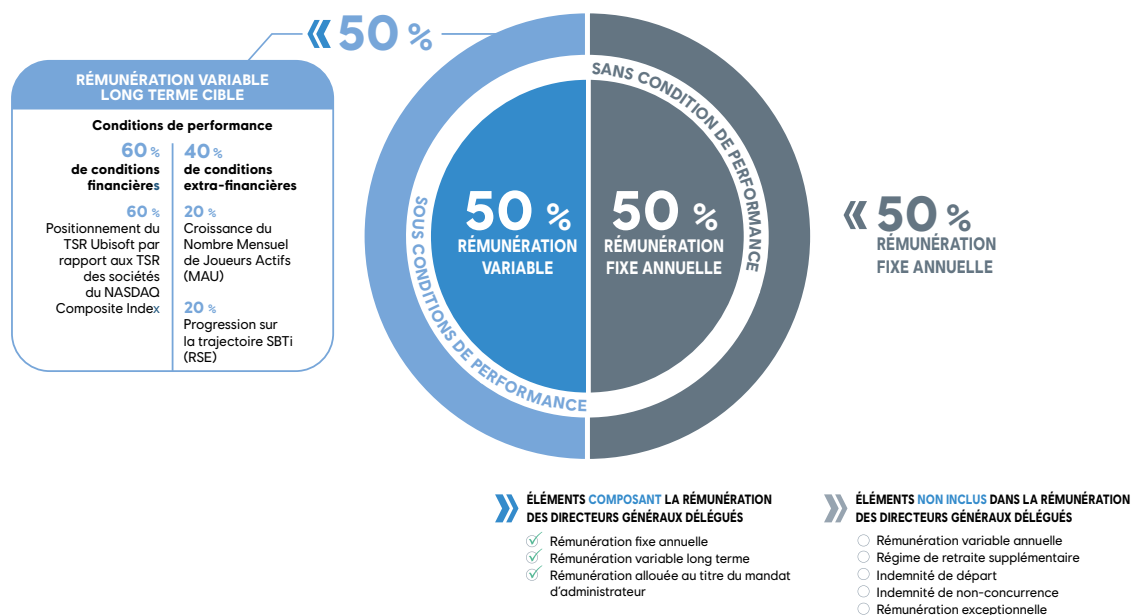 50 %
RÉMUNÉRATION VARIABLE
LONG TERME CIBLE
Conditions de performance
60 %
de conditions
financières
60 %
Positionnement du
TSR Ubisoft par
rapport aux TSR
des sociétés
du NASDAQ
Composite Index
40 %
de conditions
extra-financières
20 %
Croissance du
Nombre Mensuel
de Joueurs Actifs
(MAU)
20 %
Progression sur
la trajectoire SBTi
(RSE)
SOUS CONDITIONS DE PERFORMANCE
50 %
RÉMUNÉRATION
VARIABLE
SANS CONDITION DE PERFORMANCE
50 %
RÉMUNÉRATION
FIXE ANNUELLE
50 %
RÉMUNÉRATION
FIXE ANNUELLE
ÉLÉMENTS COMPOSANT LA RÉMUNÉRATION
DES DIRECTEURS GÉNÉRAUX DÉLÉGUÉS
Rémunération fixe annuelle
Rémunération variable long terme
Rémunération allouée au titre du mandat
d'administrateur
ÉLÉMENTS NON INCLUS DANS LA RÉMUNÉRATION
DES DIRECTEURS GÉNÉRAUX DÉLÉGUÉS
Rémunération variable annuelle
Régime de retraite supplémentaire
Indemnité de départ
Indemnité de non-concurrence
Rémunération exceptionnelle